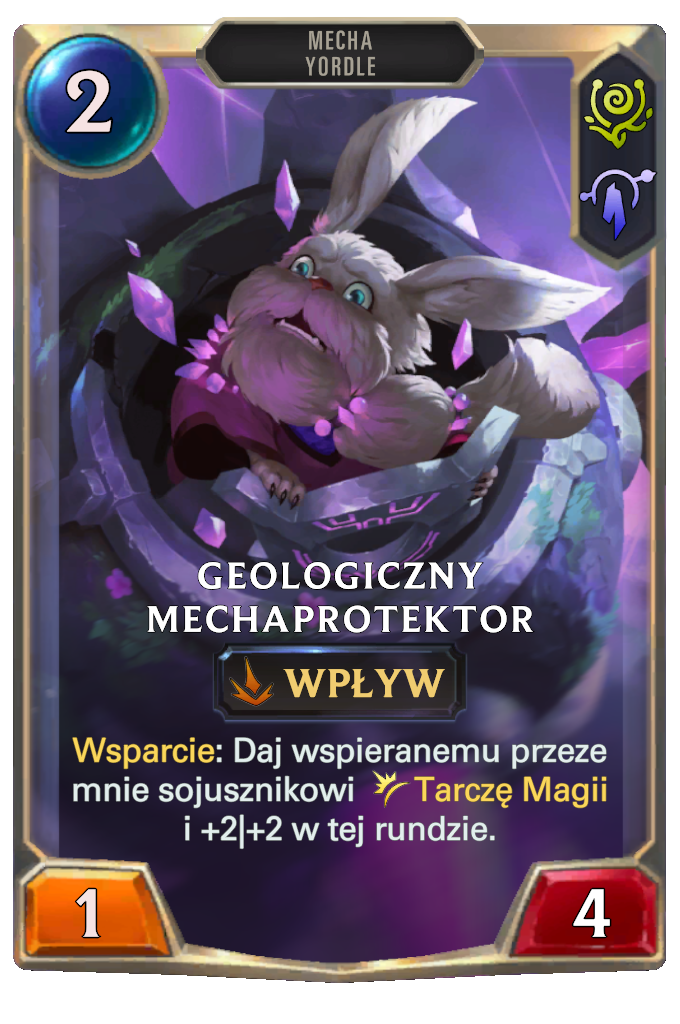 MECHA
YORDLE
2
GEOLOGICZNY
MECHAPROTEKTOR
WPŁYW
Wsparcie: Daj wspieranemu przeze
mnie sojusznikowi Tarczę Magii
i +2|+2 w tej rundzie.
1
4